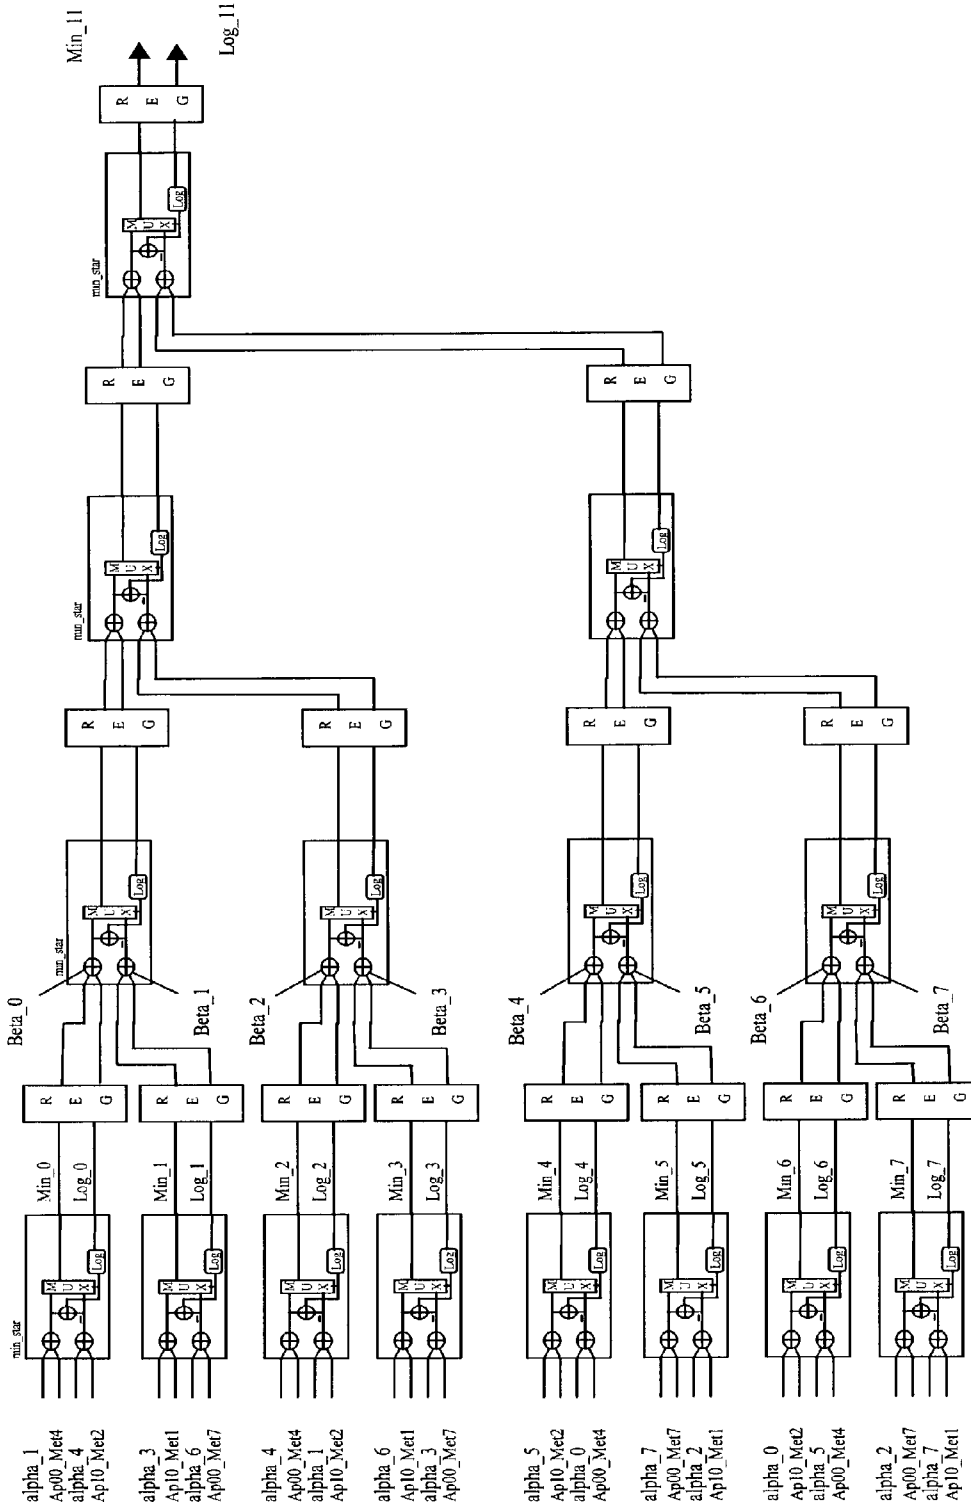 alpha_1
Ap00_Met4
alpha_4
Ap10_Met2
alpha_3
Ap10_Met1
alpha_6
Ap00_Met7
alpha_4
Ap00_Met4
alpha_1
Ap10_Met2
alpha_6
Ap10_Met1
alpha_3
Ap00_Met7
alpha_5
Ap10_Met2
alpha_0
Ap00_Met4
alpha_7
Ap00_Met7
alpha_2
Ap10_Met1
alpha_0
Ap10_Met2
alpha_5
Ap00_Met4
alpha_2
Ap00_Met7
alpha_7
Ap10_Met1
min_star
M U X
Log
M U X
Log
M U X
Log
M U X
Log
M U X
Log
M U X
Log
M U X
Log
M U X
Log
Min_0
Log_0
Min_1
Log_1
Min_2
Log_2
Min_3
Log_3
Min_4
Log_4
Min_5
Log_5
Min_6
Log_6
Min_7
Log_7
R E G
R E G
R E G
R E G
R E G
R E G
R E G
R E G
Beta_0
Beta_1
Beta_2
Beta_3
Beta_4
Beta_5
Beta_6
Beta_7
min_star
M U X
Log
M U X
Log
M U X
Log
M U X
Log
R E G
R E G
R E G
R E G
min_star
M U X
Log
M U X
Log
R E G
R E G
min_star
M U X
Log
R E G
Min_11
Log_11